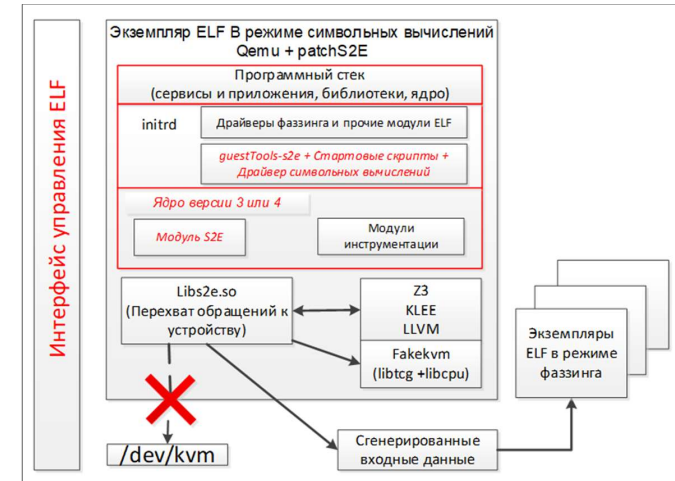 Интерфейс управления ELF
Экземпляр ELF В режиме символьных вычислений
Qemu + patchS2E
Программный стек
(сервисы и приложения, библиотеки, ядро)
initrd
Драйверы фаззинга и прочие модули ELF
guestTools-s2e + Стартовые скрипты +
Драйвер символьных вычислений
Ядро версии 3 или 4
Модуль S2E
Модули
инструментации
Libs2e.so
(Перехват обращений к
устройству)
Z3
KLEE
LLVM
Fakekvm
(libtcg +libcpu)
Экземпляры
ELF в режиме
фаззинга
/dev/kvm
Сгенерированные
входные данные